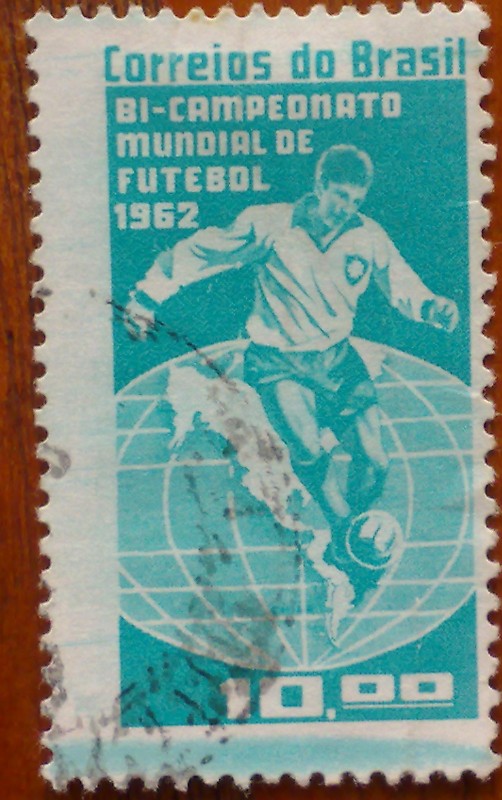 Correios do Brasil
BI-CAMPEONATO
MUNDIAL DE
FUTEBOL
1962
10,00